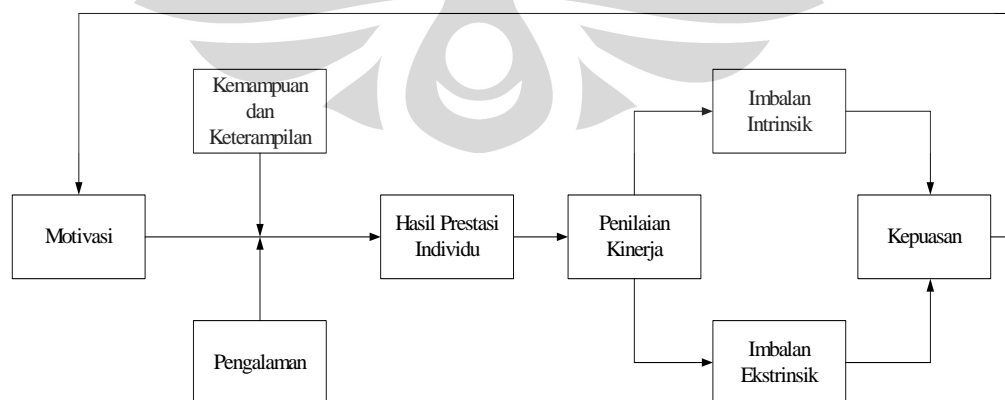 Kemampuan
dan
Keterampilan
Imbalan
Intrinsik
Motivasi
Hasil Prestasi
Individu
Penilaian
Kinerja
Kepuasan
Pengalaman
Imbalan
Ekstrinsik